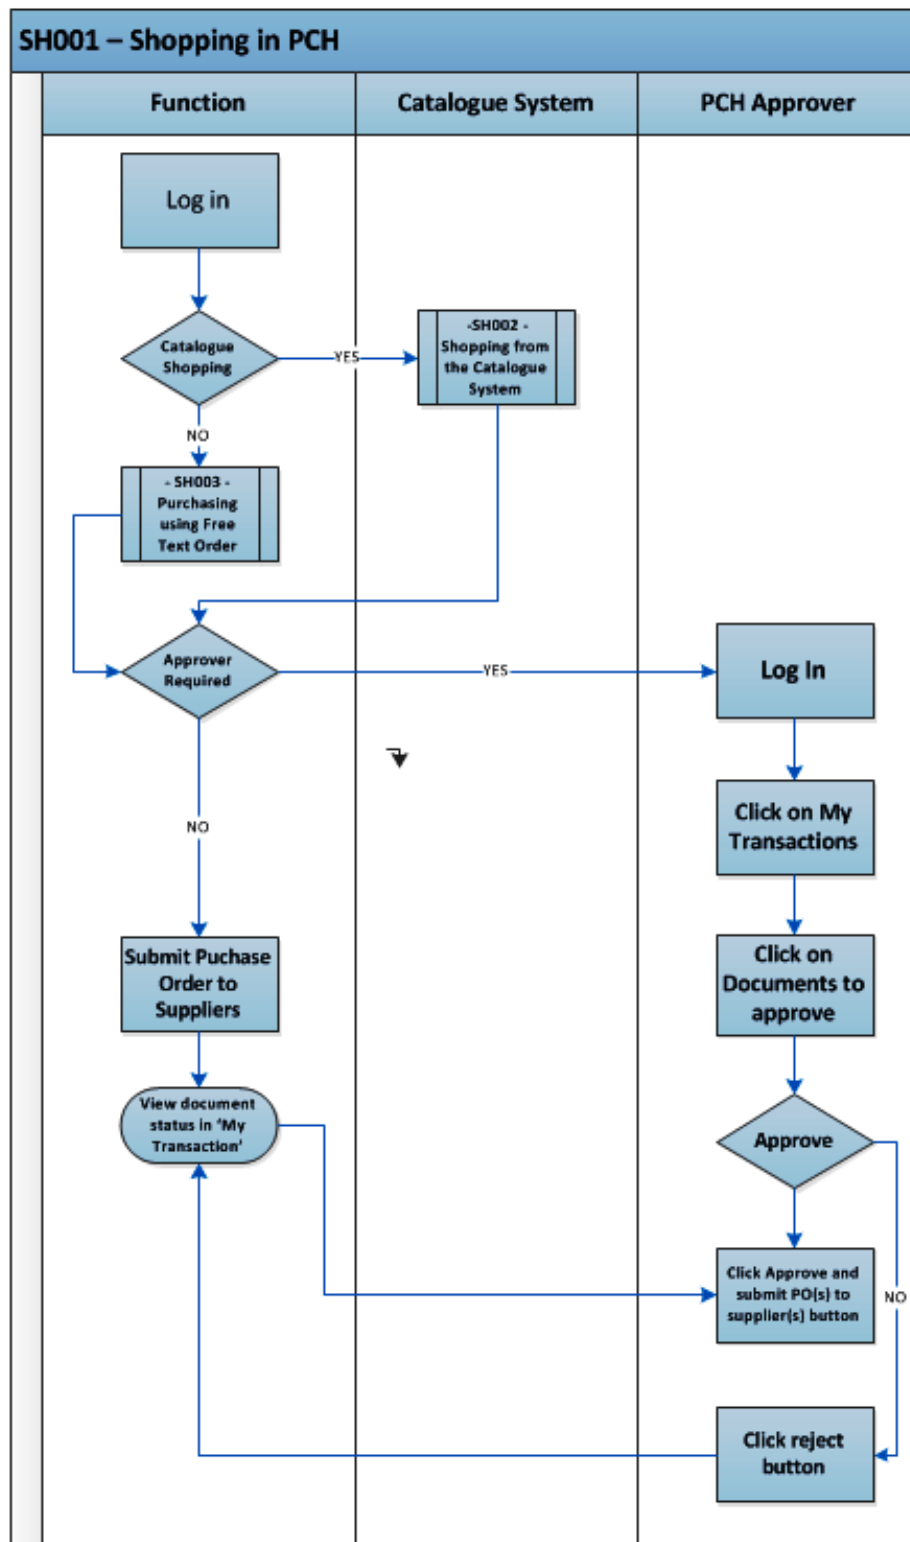 SH001 – Shopping in PCH
Function
Catalogue System
PCH Approver
Log in
Catalogue
Shopping
YES
-SH002 -
Shopping from
the Catalogue
System
NO
- SH003 -
Purchasing
using Free
Text Order
Approver
Required
YES
Log In
Click on My
Transactions
NO
Submit Puchase
Order to
Suppliers
Click on
Documents to
approve
View document
status in ‘My
Transaction’
Approve
Click Approve and
submit PO(s) to
supplier(s) button
NO
Click reject
button